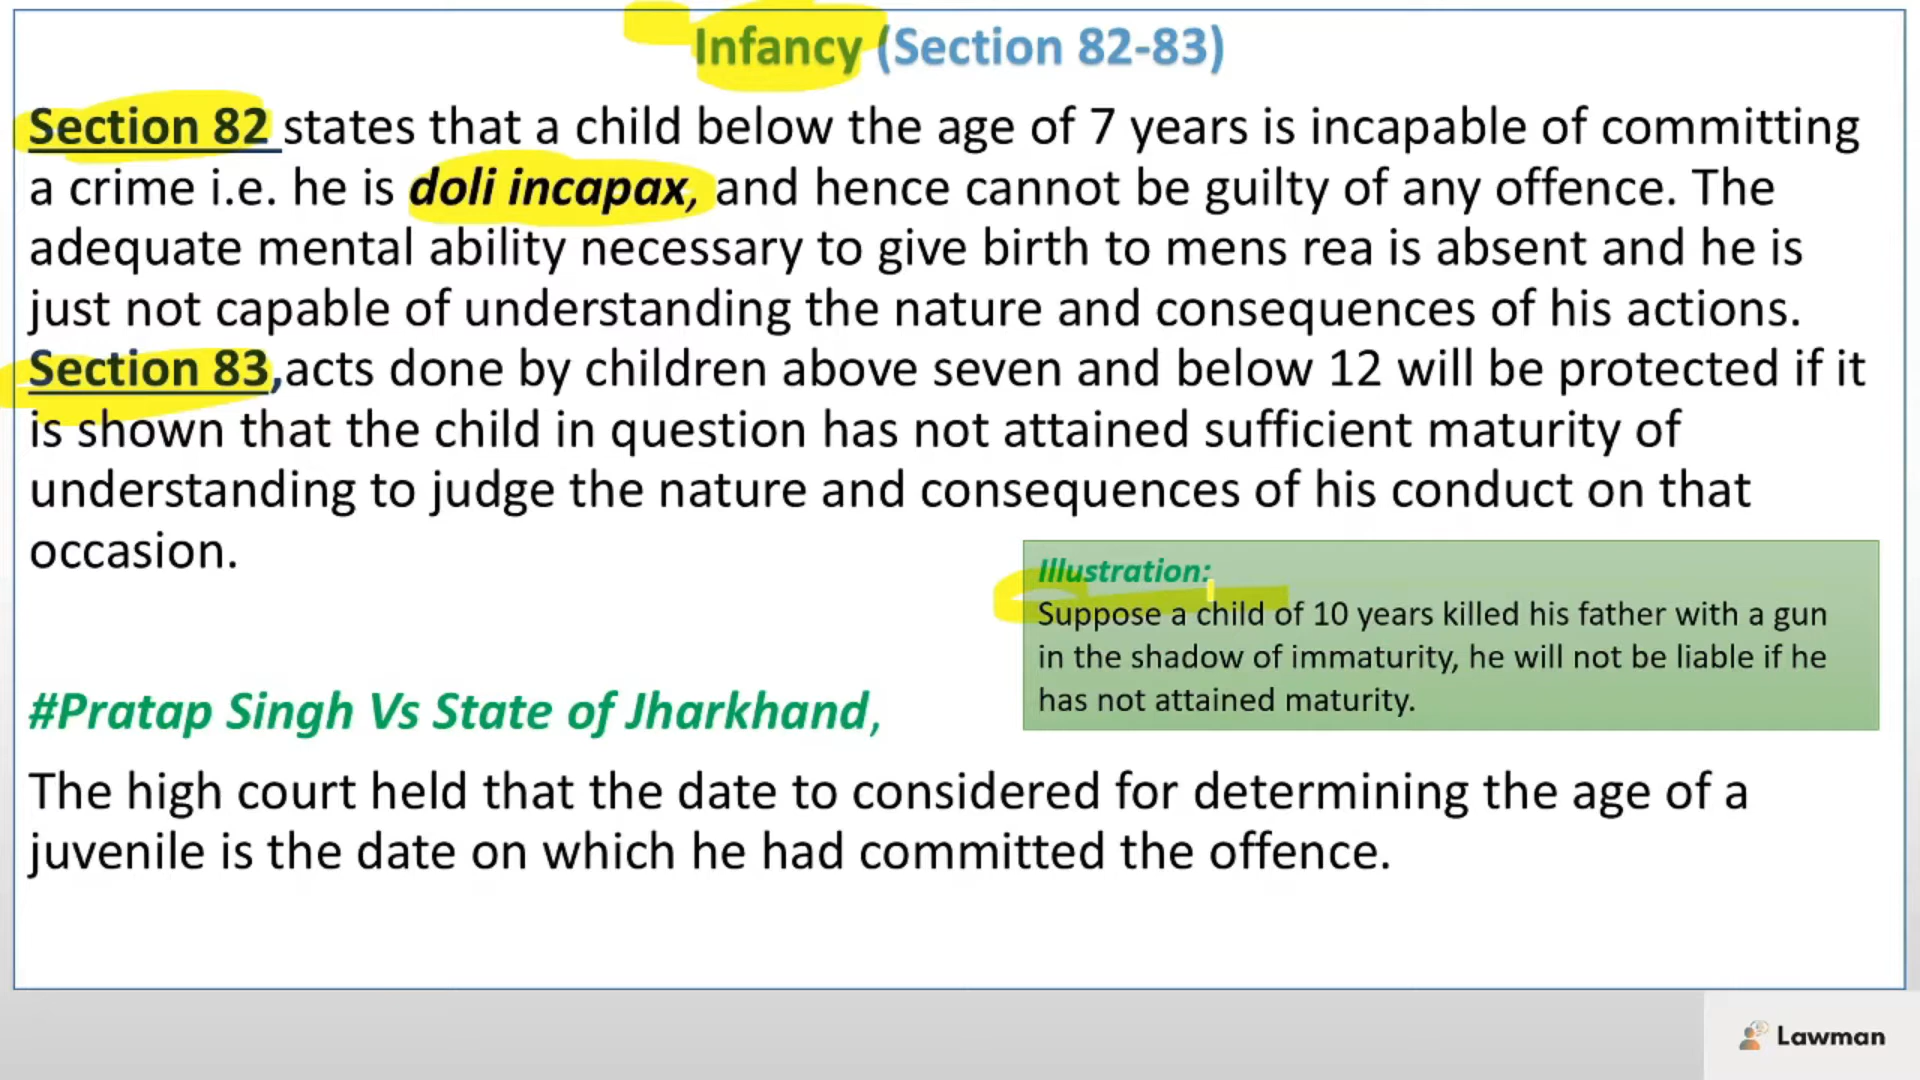 Infancy (Section 82-83)
Section 82 states that a child below the age of 7 years is incapable of committing
a crime i.e. he is doli incapax, and hence cannot be guilty of any offence. The
adequate mental ability necessary to give birth to mens rea is absent and he is
just not capable of understanding the nature and consequences of his actions.
Section 83,acts done by children above seven and below 12 will be protected if it
is shown that the child in question has not attained sufficient maturity of
understanding to judge the nature and consequences of his conduct on that
occasion.
Illustration:
Suppose a child of 10 years killed his father with a gun
in the shadow of immaturity, he will not be liable if he
has not attained maturity.
#Pratap Singh Vs State of Jharkhand,
The high court held that the date to considered for determining the age of a
juvenile is the date on which he had committed the offence.
Lawman